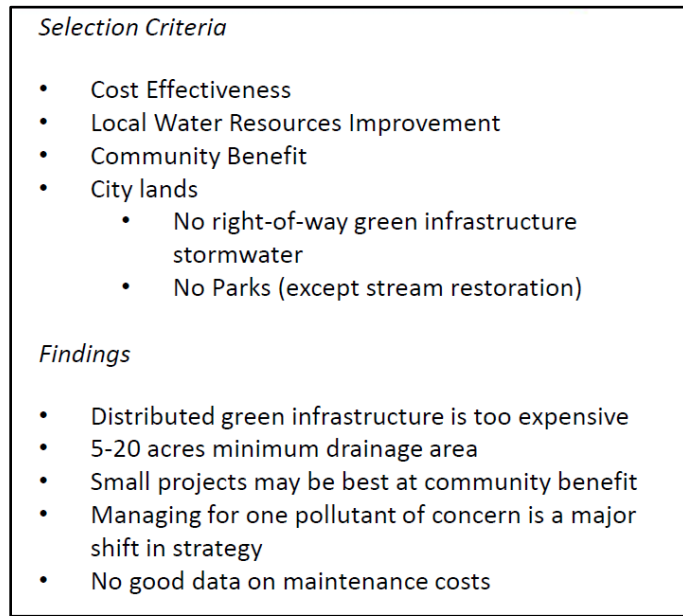 Selection Criteria
• Cost Effectiveness
• Local Water Resources Improvement
• Community Benefit
• City lands
• No right-of-way green infrastructure
stormwater
• No Parks (except stream restoration)
Findings
• Distributed green infrastructure is too expensive
• 5-20 acres minimum drainage area
• Small projects may be best at community benefit
• Managing for one pollutant of concern is a major
shift in strategy
• No good data on maintenance costs